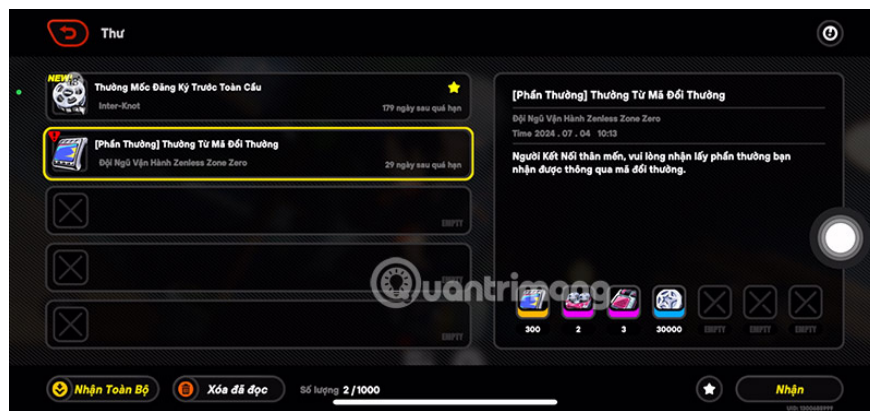 Thư
NEW
Thưởng Mốc Đăng Ký Trước Toàn Cầu
Inter-Knot
179 ngày sau quá hạn
[Phần Thưởng] Thưởng Từ Mã Đổi Thưởng
Đội Ngũ Vận Hành Zenless Zone Zero
29 ngày sau quá hạn
EMPTY
EMPTY
EMPTY
[Phần Thưởng] Thưởng Từ Mã Đổi Thưởng
Đội Ngũ Vận Hành Zenless Zone Zero
Time 2024 . 07 . 04 10:13
Người Kết Nối thân mến, vui lòng nhận lấy phần thưởng bạn
nhận được thông qua mã đổi thưởng.
Quantrimang
300 2 3 30000 EMPTY EMPTY EMPTY
Nhận Toàn Bộ
Xóa đã đọc
Số lượng 2 / 1000
Nhận